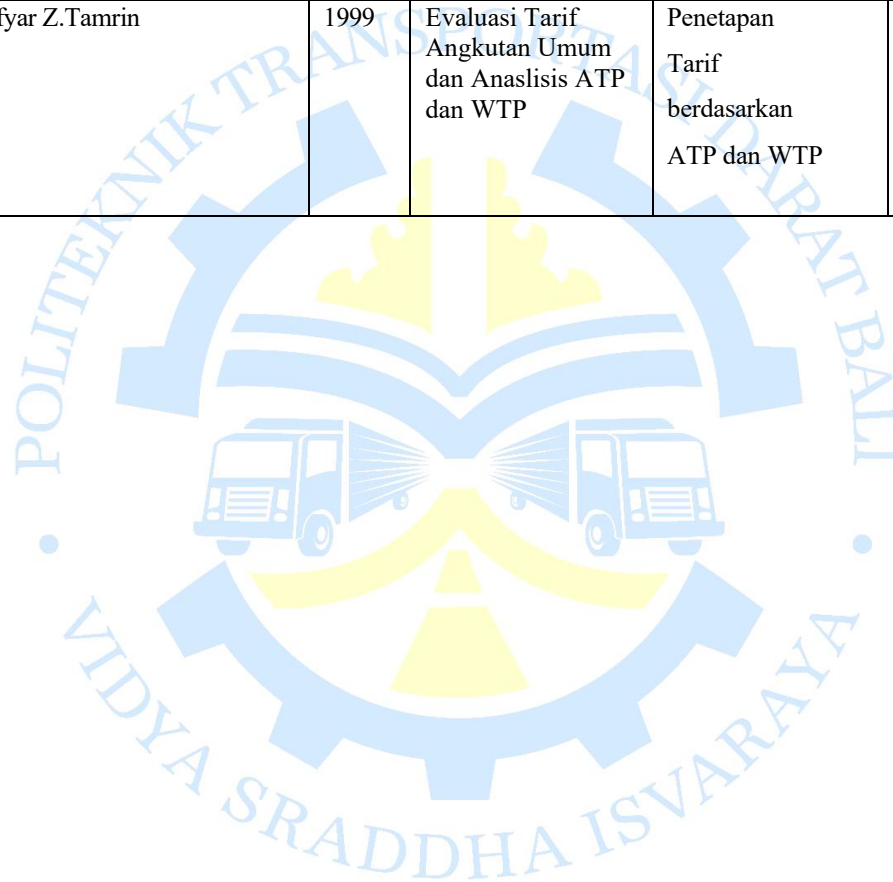 fyar Z.Tamrin
1999
Evaluasi Tarif
Angkutan Umum
dan Anaslisis ATP
dan WTP
Penetapan
Tarif
berdasarkan
ATP dan WTP
POLITEKNIK TRANSPORTASI DARAT BALI
VIDYA SRADDHA ISVARAYA